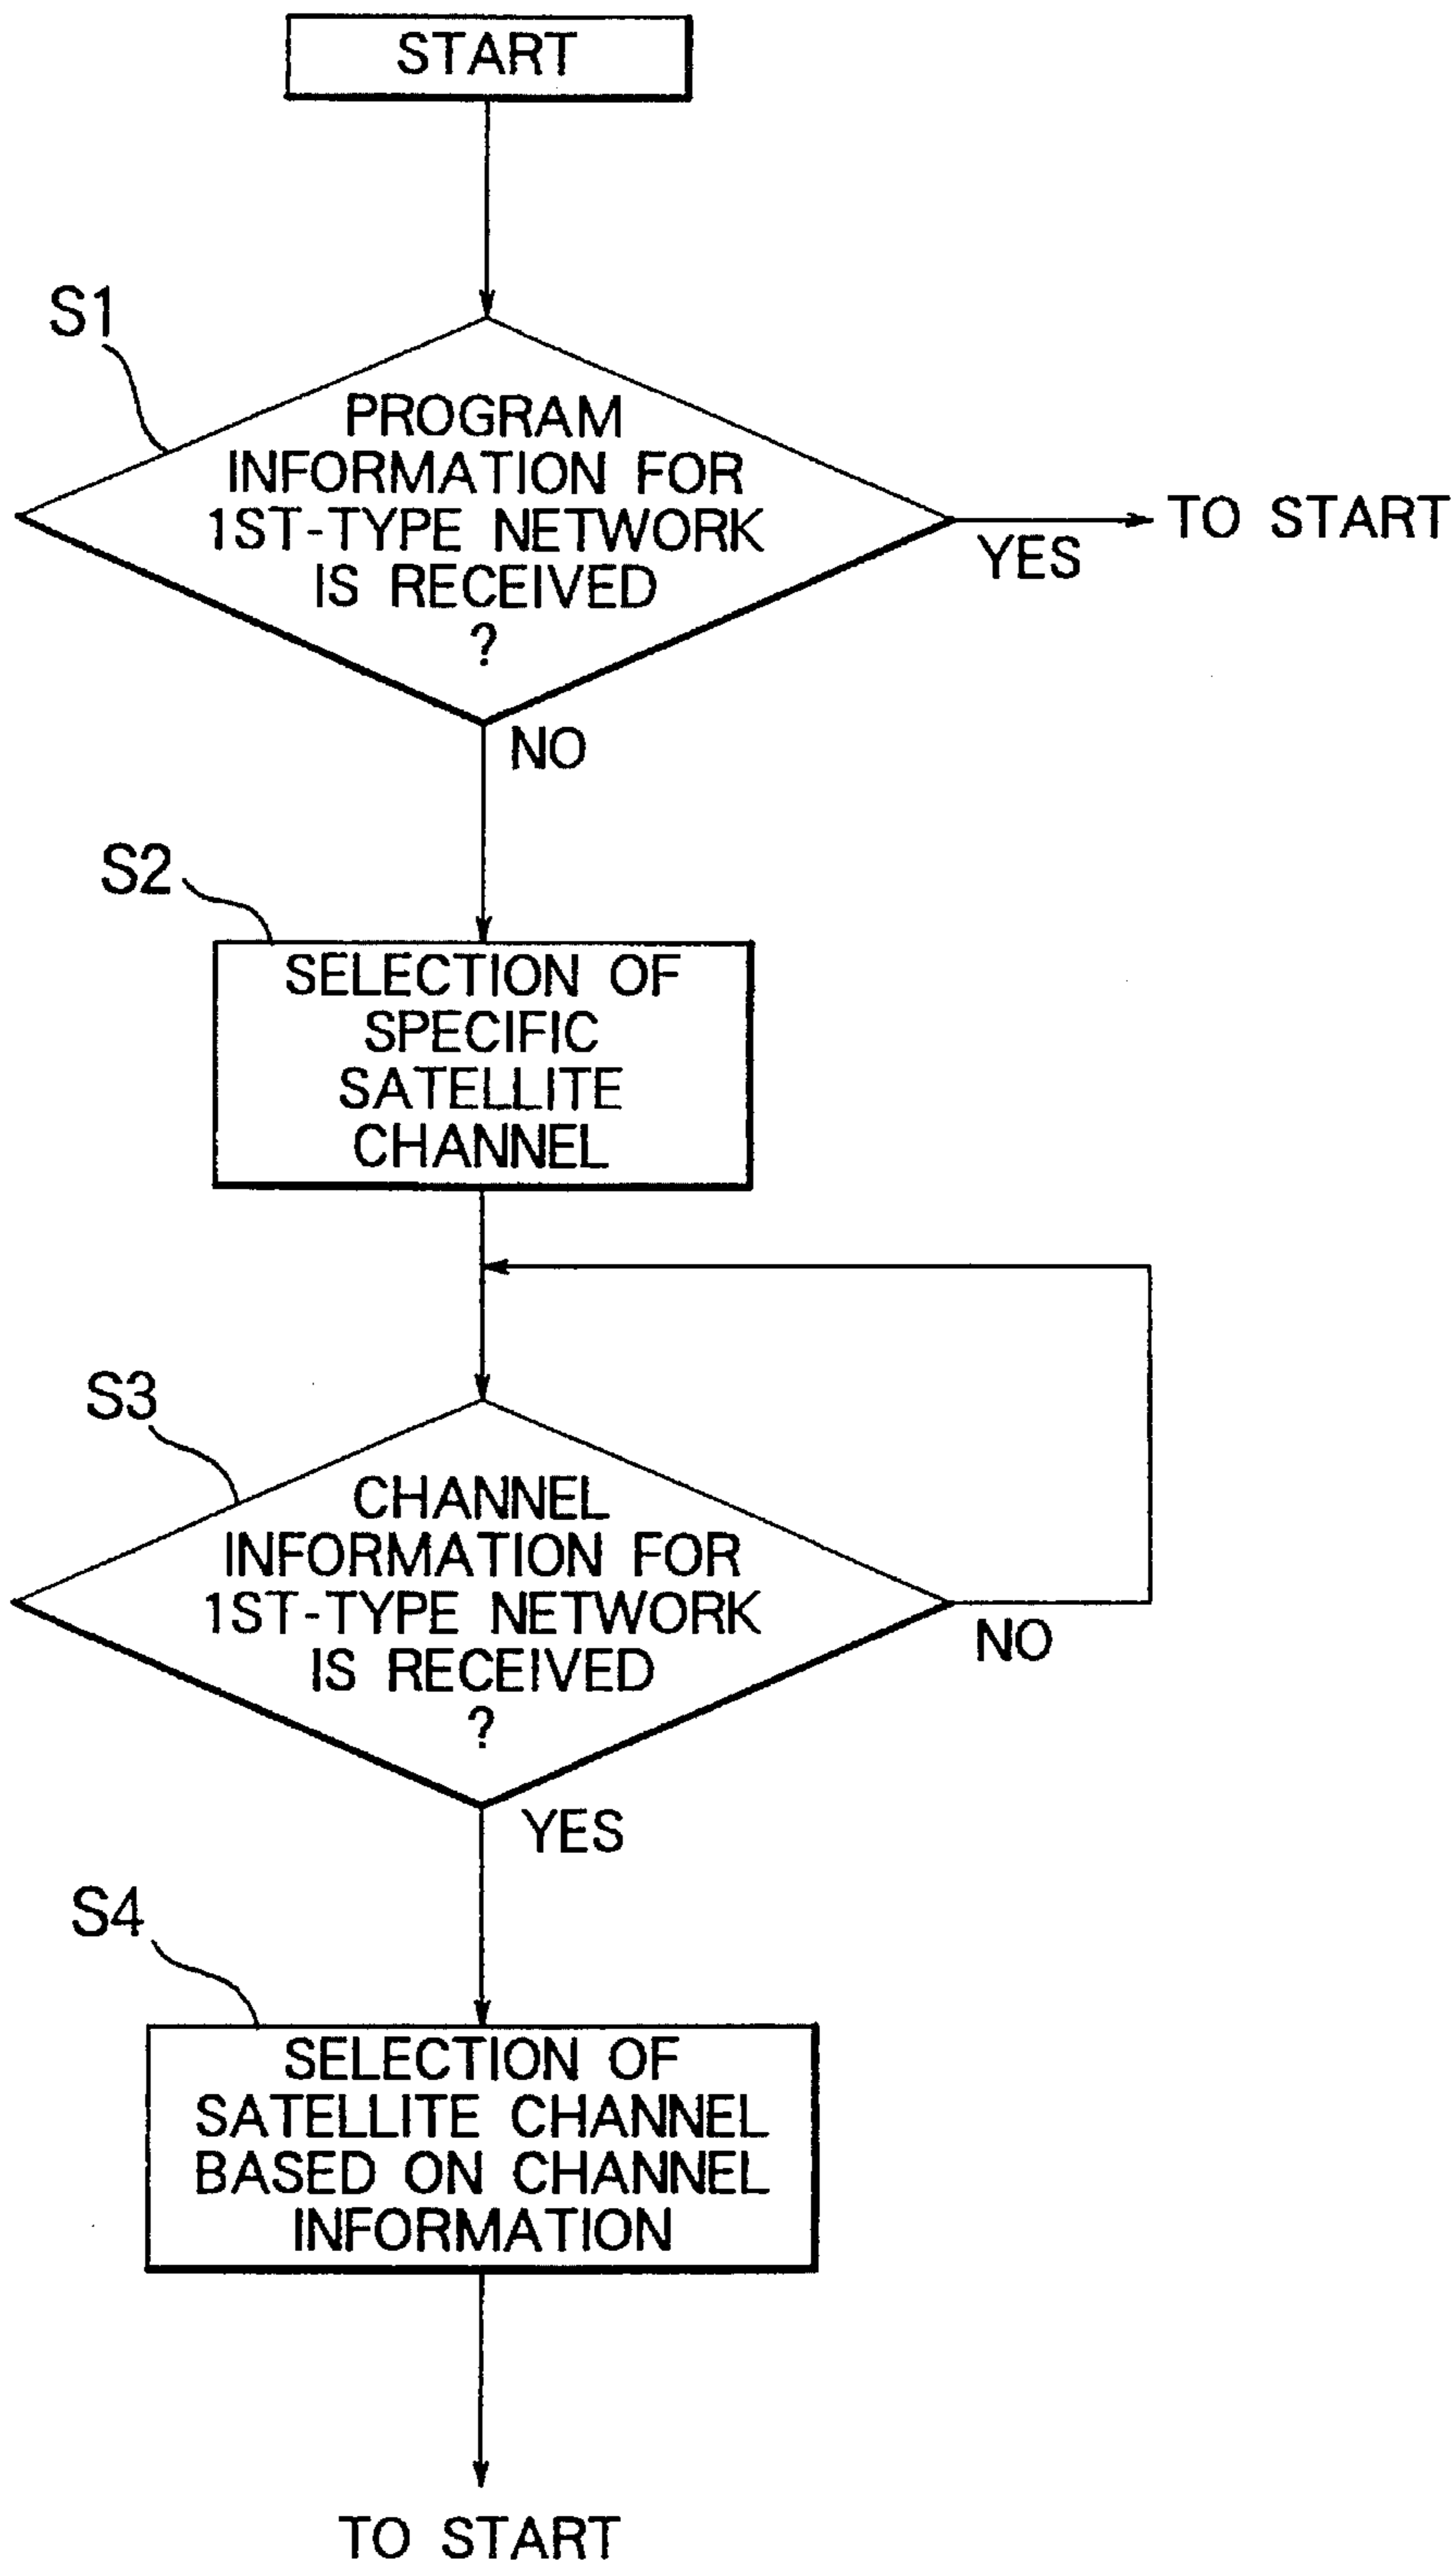 START
S1
PROGRAM
INFORMATION FOR
1ST-TYPE NETWORK
IS RECEIVED
?
TO START
YES
NO
S2
SELECTION OF
SPECIFIC
SATELLITE
CHANNEL
S3
CHANNEL
INFORMATION FOR
1ST-TYPE NETWORK
IS RECEIVED
?
NO
YES
S4
SELECTION OF
SATELLITE CHANNEL
BASED ON CHANNEL
INFORMATION
TO START